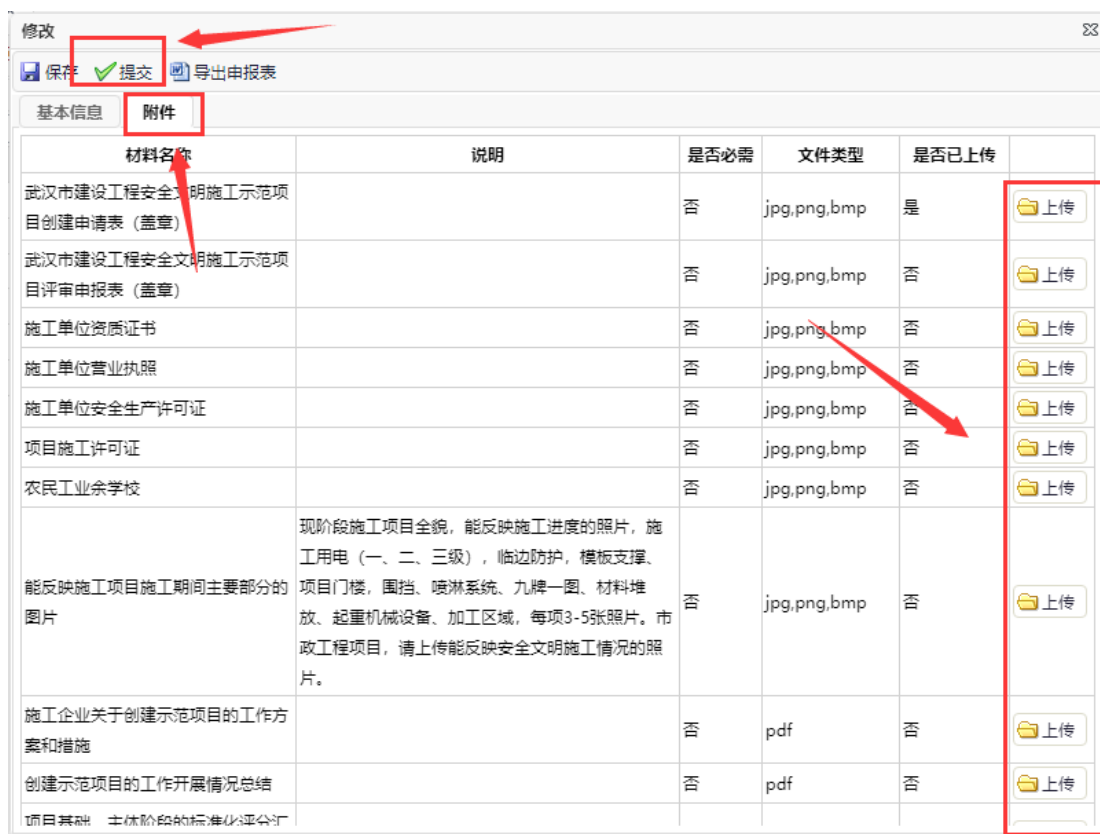 修改
保存 提交 导出申报表
基本信息 附件
材料名称 说明 是否必需 文件类型 是否已上传
武汉市建设工程安全文明施工示范项
目创建申请表（盖章）
否 jpg,png,bmp 是 上传
武汉市建设工程安全文明施工示范项
目评审申报表（盖章）
否 jpg,png,bmp 否 上传
施工单位资质证书 否 jpg,png,bmp 否 上传
施工单位营业执照 否 jpg,png,bmp 否 上传
施工单位安全生产许可证 否 jpg,png,bmp 否 上传
项目施工许可证 否 jpg,png,bmp 否 上传
农民工业余学校 否 jpg,png,bmp 否 上传
能反映施工项目施工期间主要部分的
图片
现阶段施工项目全貌，能反映施工进度的照片，施
工用电（一、二、三级），临边防护，模板支撑、
项目门楼，围挡、喷淋系统、九牌一图、材料堆
放、起重机械设备、加工区域，每项3-5张照片。市
政工程项目，请上传能反映安全文明施工情况的照
片。
否 jpg,png,bmp 否 上传
施工企业关于创建示范项目的工作方
案和措施
否 pdf 否 上传
创建示范项目的工作开展情况总结 否 pdf 否 上传
项目基础、主体阶段的标准化评分汇